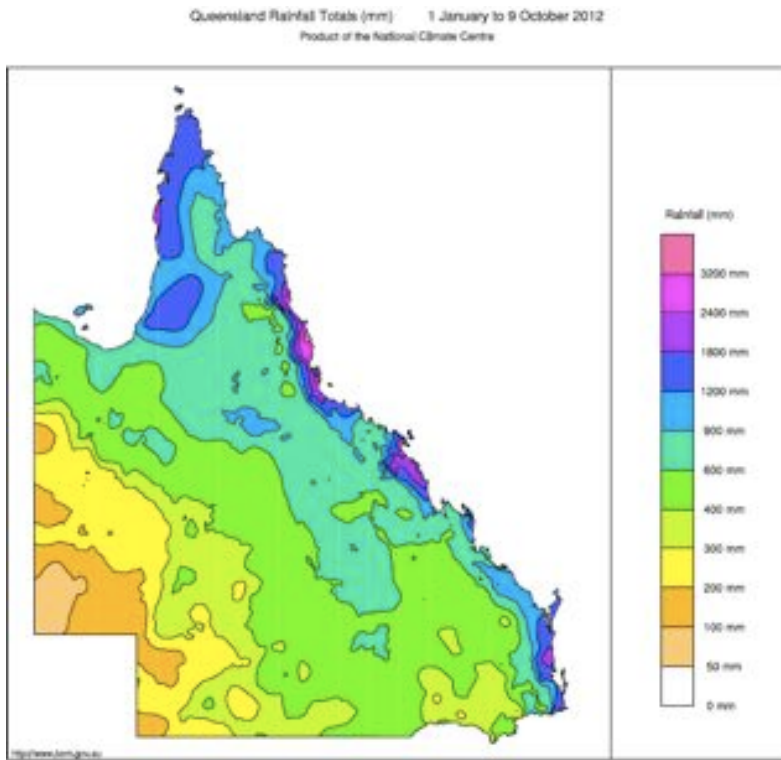 Queensland Rainfall Totals (mm) 1 January to 9 October 2012
Product of the National Climate Centre
Rainfall (mm)
3200 mm
2400 mm
1800 mm
1200 mm
900 mm
600 mm
400 mm
300 mm
200 mm
100 mm
50 mm
0 mm
http://www.bom.gov.au